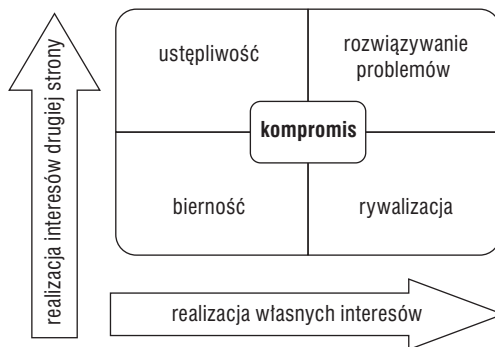 realizacja interesów drugiej strony
ustępliwość
rozwiązywanie
problemów
kompromis
bierność
rywalizacja
realizacja własnych interesów